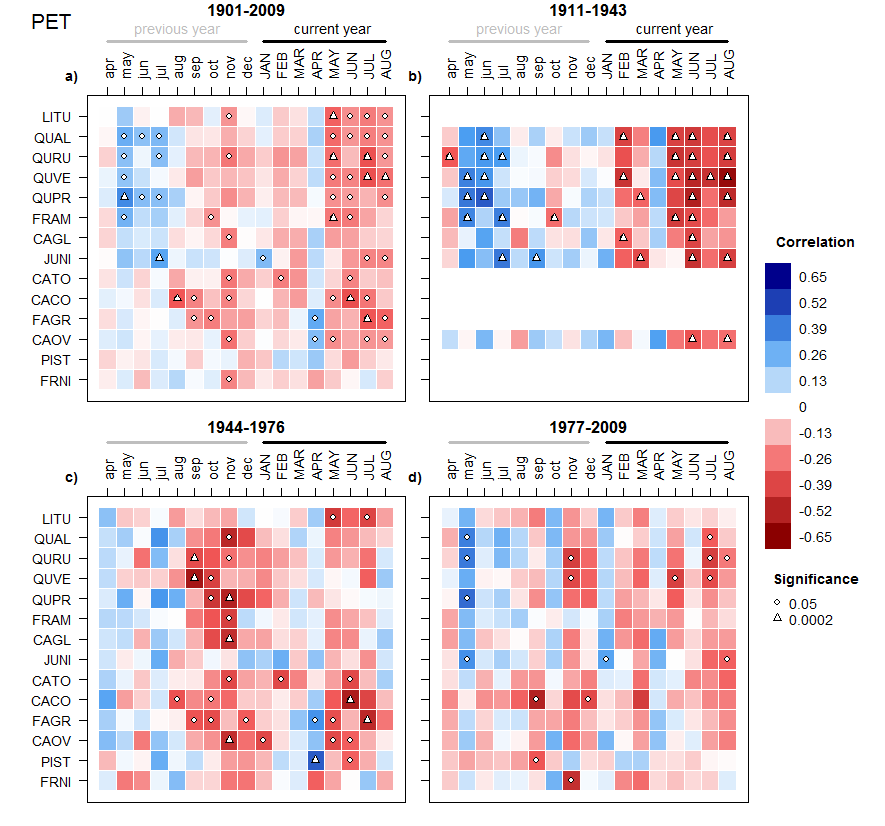 PET
1901-2009
1911-1943
previous year
current year
previous year
current year
a)
apr may jun jul aug sep oct nov dec JAN FEB MAR APR MAY JUN JUL AUG
b)
apr may jun jul aug sep oct nov dec JAN FEB MAR APR MAY JUN JUL AUG
LITU
QUAL
QURU
QUVE
QUPR
FRAM
CAGL
JUNI
CATO
CACO
FAGR
CAOV
PIST
FRNI
Correlation
0.65
0.52
0.39
0.26
0.13
0
-0.13
-0.26
-0.39
-0.52
-0.65
Significance
0.05
0.0002
1944-1976
1977-2009
c)
apr may jun jul aug sep oct nov dec JAN FEB MAR APR MAY JUN JUL AUG
d)
apr may jun jul aug sep oct nov dec JAN FEB MAR APR MAY JUN JUL AUG
LITU
QUAL
QURU
QUVE
QUPR
FRAM
CAGL
JUNI
CATO
CACO
FAGR
CAOV
PIST
FRNI